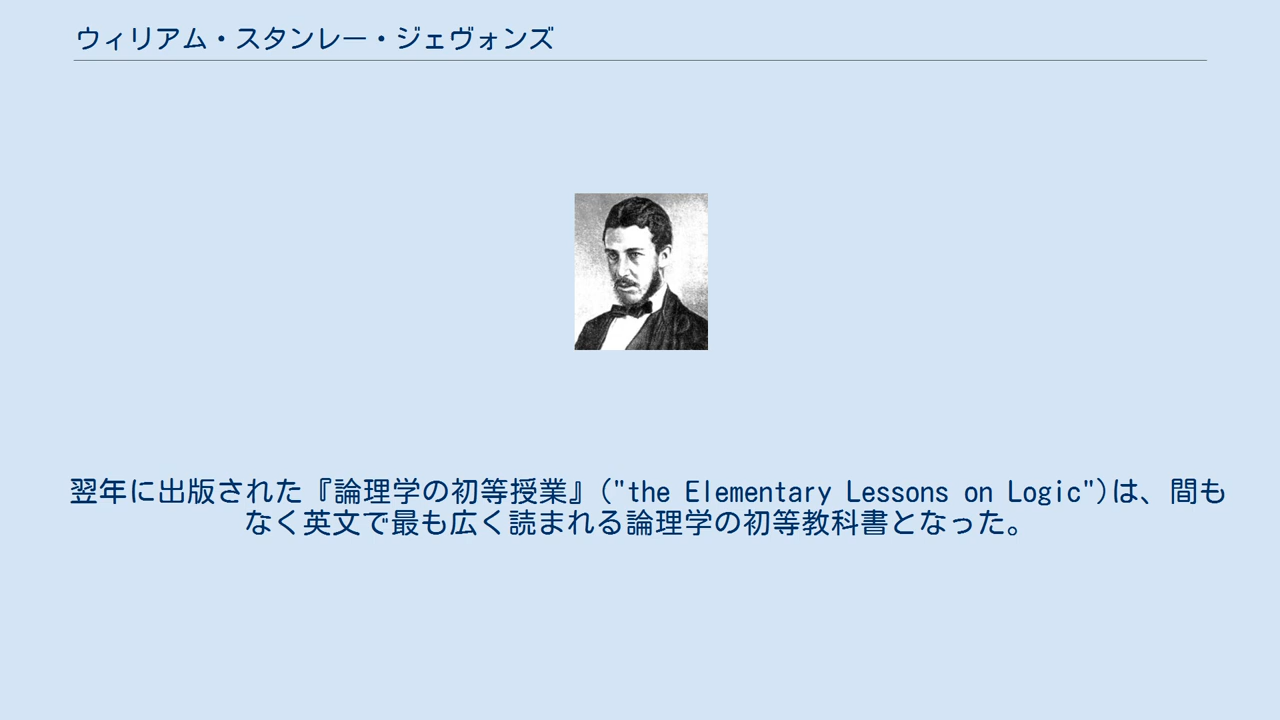 ウィリアム・スタンレー・ジェヴォンズ
翌年に出版された『論理学の初等授業』("the Elementary Lessons on Logic")は、間も
なく英文で最も広く読まれる論理学の初等教科書となった。